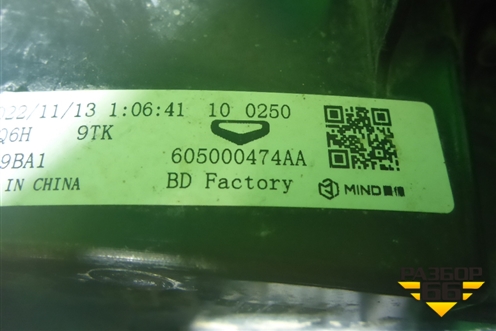 022/11/13 1:06:41 10 0250
Q6H 9TK
9BA1 605000474AA
IN CHINA BD Factory
MIND
РАЗБОР
66